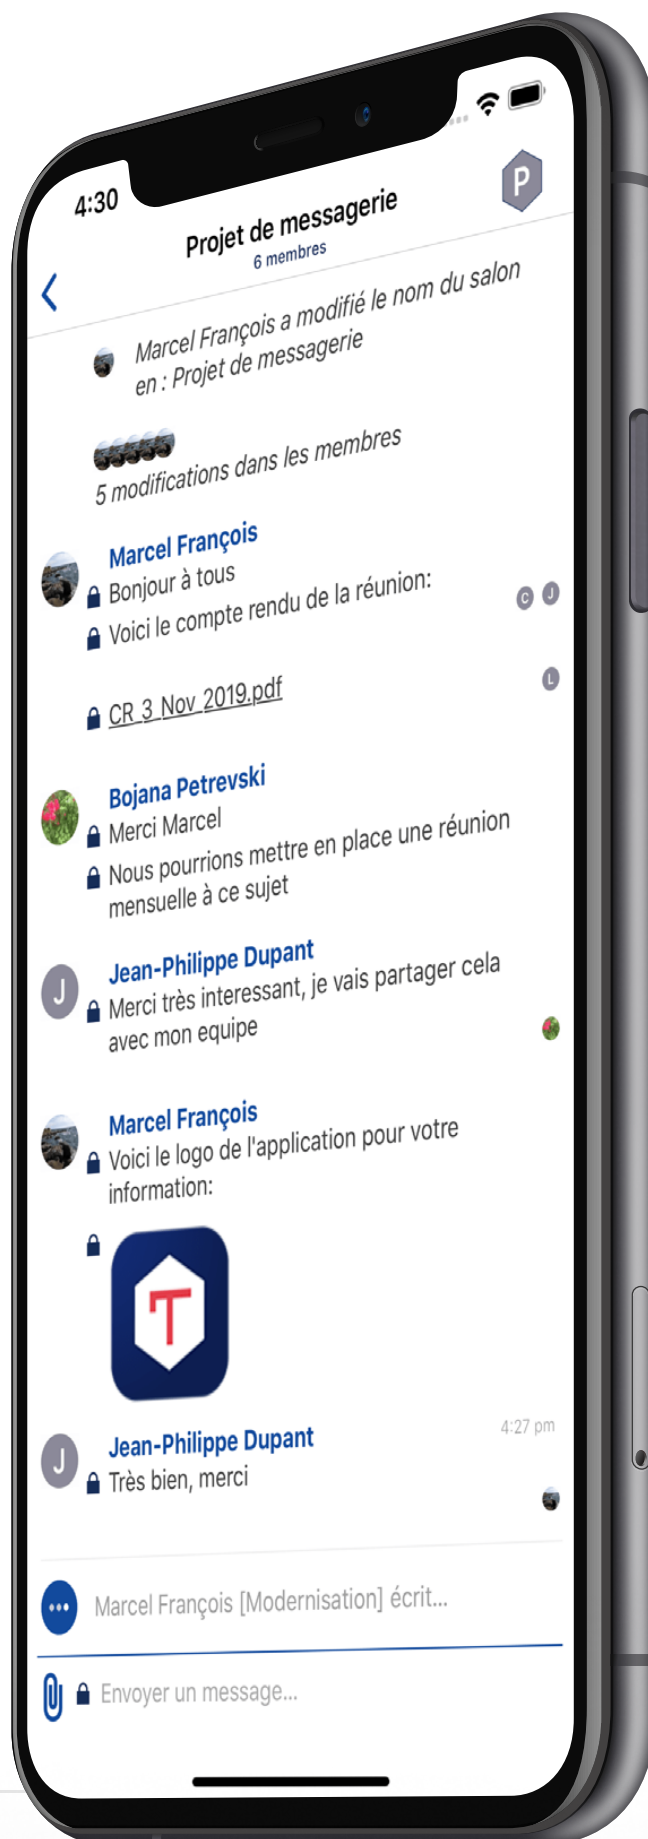 4:30
P
Projet de messagerie
6 membres
Marcel François a modifié le nom du salon
en : Projet de messagerie
5 modifications dans les membres
Marcel François
Bonjour à tous
Voici le compte rendu de la réunion:
C J
CR_3_Nov_2019.pdf
L
Bojana Petrevski
Merci Marcel
Nous pourrions mettre en place une réunion
mensuelle à ce sujet
J
Jean-Philippe Dupant
Merci très interessant, je vais partager cela
avec mon equipe
Marcel François
Voici le logo de l'application pour votre
information:
T
4:27 pm
J
Jean-Philippe Dupant
Très bien, merci
Marcel François [Modernisation] écrit...
Envoyer un message...